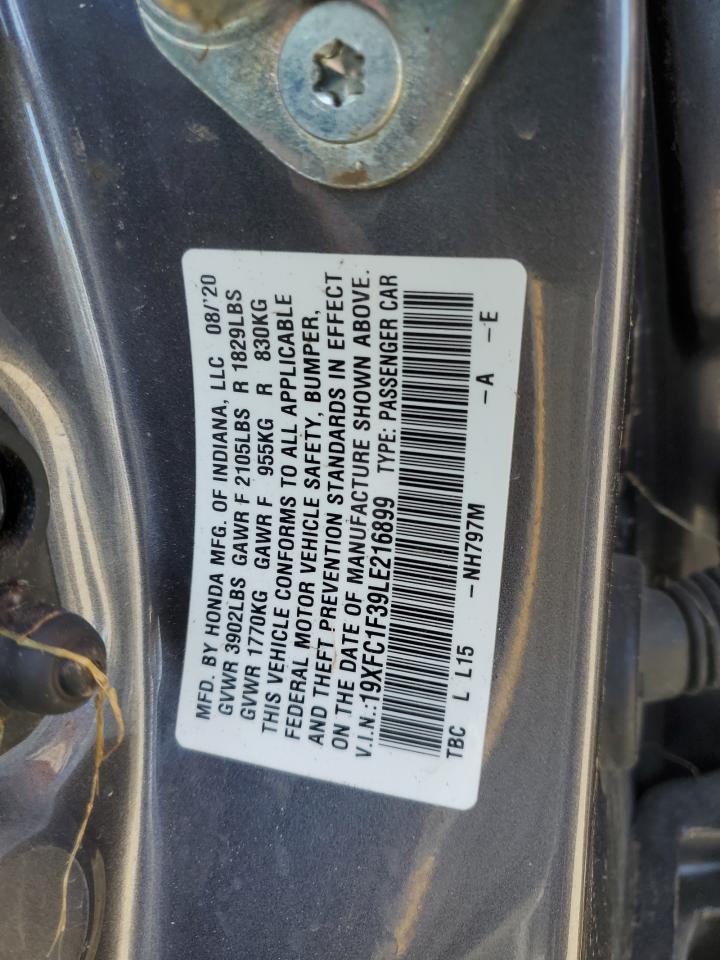 MFD. BY HONDA MFG. OF INDIANA, LLC 08/'20
GVWR 3902LBS GAWR F 2105LBS R 1829LBS
GVWR 1770KG GAWR F 955KG R 830KG
THIS VEHICLE CONFORMS TO ALL APPLICABLE
FEDERAL MOTOR VEHICLE SAFETY, BUMPER,
AND THEFT PREVENTION STANDARDS IN EFFECT
ON THE DATE OF MANUFACTURE SHOWN ABOVE.
V.I.N.:19XFC1F39LE216899 TYPE: PASSENGER CAR
TBC L L15 -NH797M -A -E